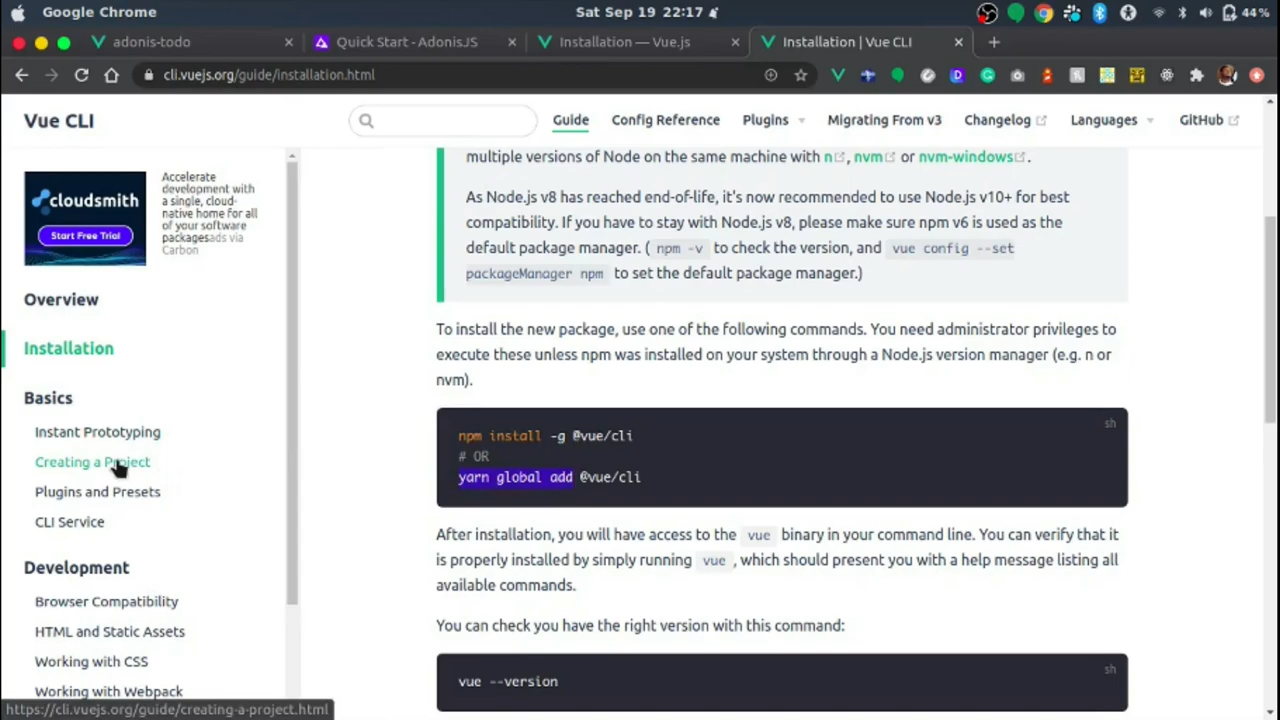 Google Chrome
Sat Sep 19 22:17
44%
adonis-todo
Quick Start - AdonisJS
Installation — Vue.js
Installation | Vue CLI
cli.vuejs.org/guide/installation.html
Vue CLI
Guide
Config Reference
Plugins
Migrating From v3
Changelog
Languages
GitHub
cloudsmith
Start Free Trial
Accelerate
development with
a single, cloud-
native home for all
of your software
packagesads via
Carbon
Overview
Installation
Basics
Instant Prototyping
Creating a Project
Plugins and Presets
CLI Service
Development
Browser Compatibility
HTML and Static Assets
Working with CSS
Working with Webpack
https://cli.vuejs.org/guide/creating-a-project.html
multiple versions of Node on the same machine with n, nvm or nvm-windows.
As Node.js v8 has reached end-of-life, it's now recommended to use Node.js v10+ for best
compatibility. If you have to stay with Node.js v8, please make sure npm v6 is used as the
default package manager. ( npm -v to check the version, and vue config --set
packageManager npm to set the default package manager.)
To install the new package, use one of the following commands. You need administrator privileges to
execute these unless npm was installed on your system through a Node.js version manager (e.g. n or
nvm).
sh
npm install -g @vue/cli
# OR
yarn global add @vue/cli
After installation, you will have access to the vue binary in your command line. You can verify that it
is properly installed by simply running vue , which should present you with a help message listing all
available commands.
You can check you have the right version with this command:
sh
vue --version